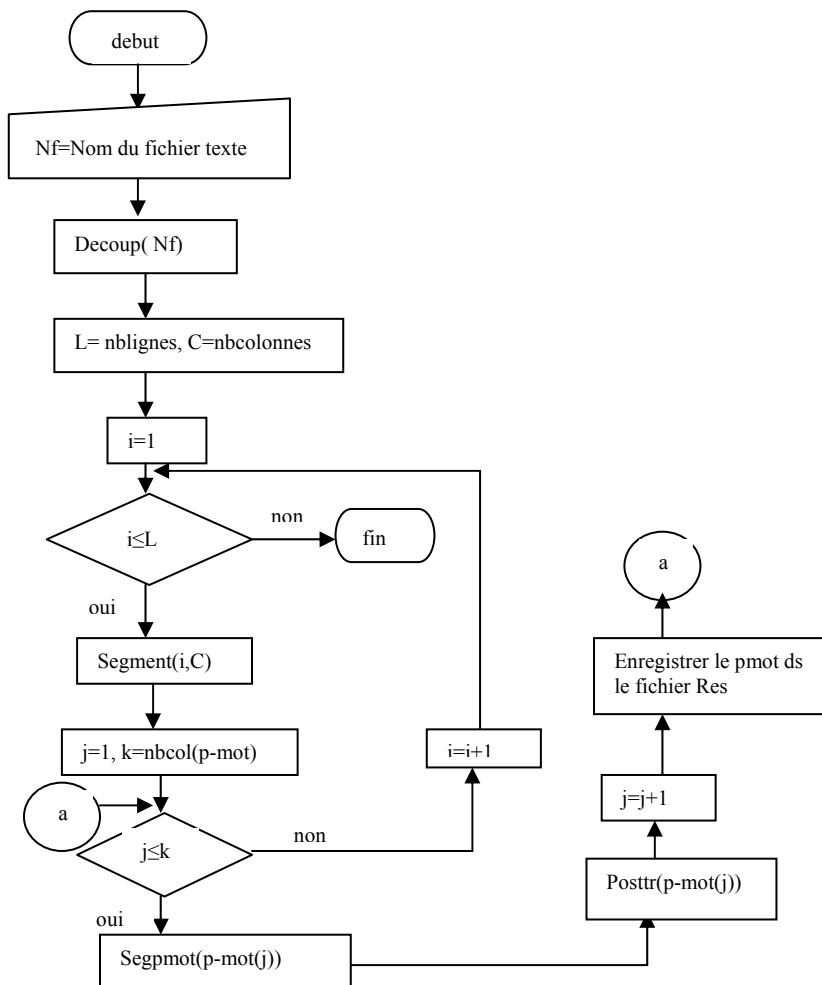 debut
Nf=Nom du fichier texte
Decoup( Nf)
L= nblignes, C=nbcolonnes
i=1
i≤L
non
fin
oui
Segment(i,C)
j=1, k=nbcol(p-mot)
i=i+1
a
j≤k
non
oui
Segpmot(p-mot(j))
Posttr(p-mot(j))
j=j+1
Enregistrer le pmot ds
le fichier Res
a